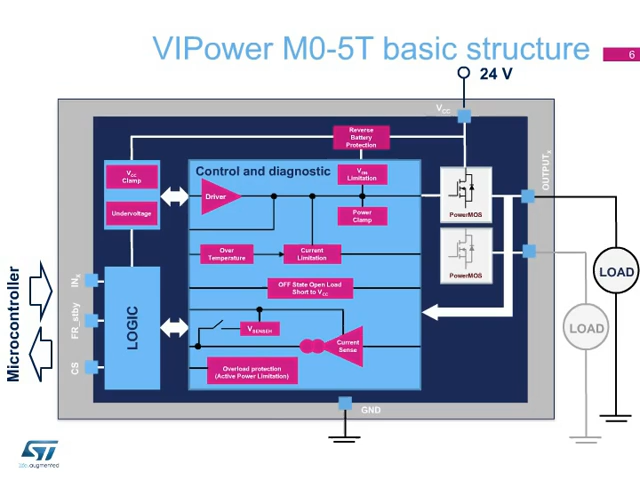 VIPower M0-5T basic structure
6
24 V
VCC
Reverse
Battery
Protection
VCC
Clamp
Undervoltage
Control and diagnostic
Driver
VON
Limitation
Power
Clamp
PowerMOS
PowerMOS
OUTPUTx
Over
Temperature
Current
Limitation
OFF State Open Load
Short to VCC
VSENSEH
Current
Sense
Overload protection
(Active Power Limitation)
LOGIC
Microcontroller
INx
FR_stby
CS
LOAD
LOAD
GND
ST
life.augmented